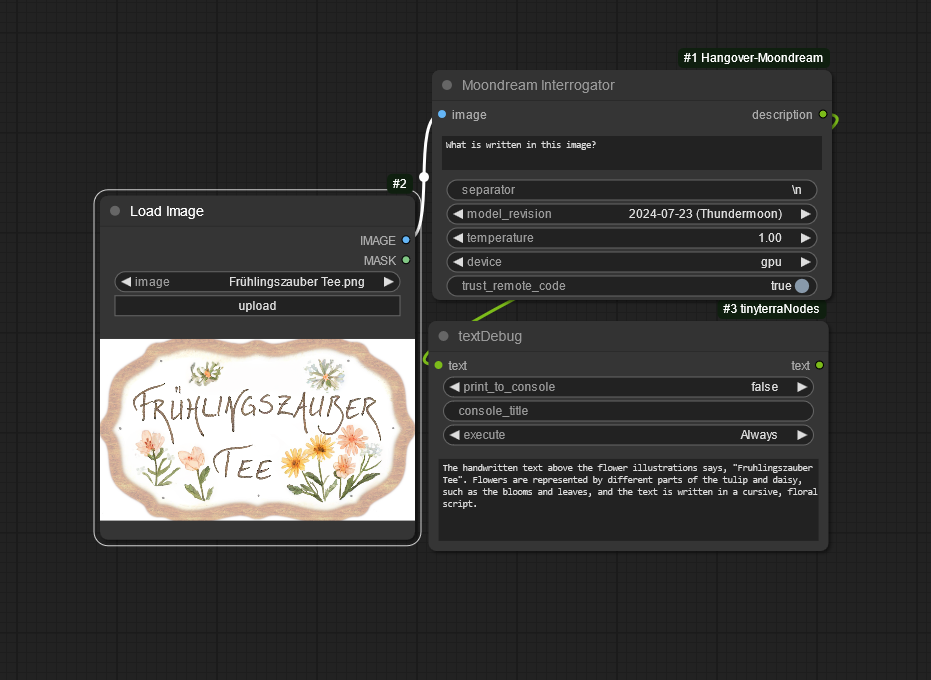 #1 Hangover-Moondream
Moondream Interrogator
image description
What is written in this image?
separator \n
model_revision 2024-07-23 (Thundermoon)
temperature 1.00
device gpu
trust_remote_code true
#2
Load Image
IMAGE
MASK
image Frühlingszauber Tee.png
upload
FRÜHLINGSZAUBER
TEE
#3 tinyterraNodes
textDebug
text text
print_to_console false
console_title
execute Always
The handwritten text above the flower illustrations says, "Fruhlingszauber
Tee". Flowers are represented by different parts of the tulip and daisy,
such as the blooms and leaves, and the text is written in a cursive, floral
script.